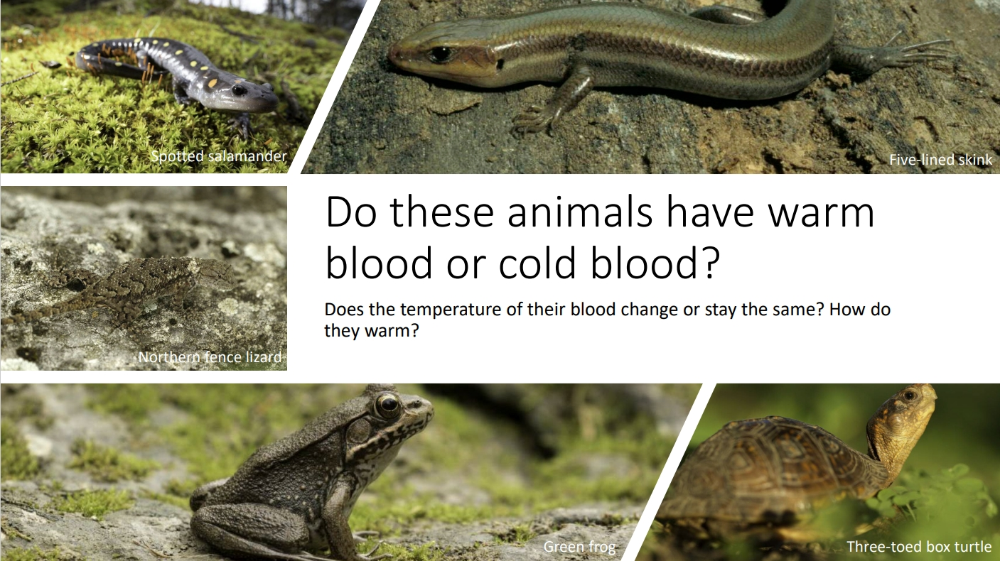 Spotted salamander
Five-lined skink
Do these animals have warm
blood or cold blood?
Does the temperature of their blood change or stay the same? How do
they warm?
Northern fence lizard
Green frog
Three-toed box turtle